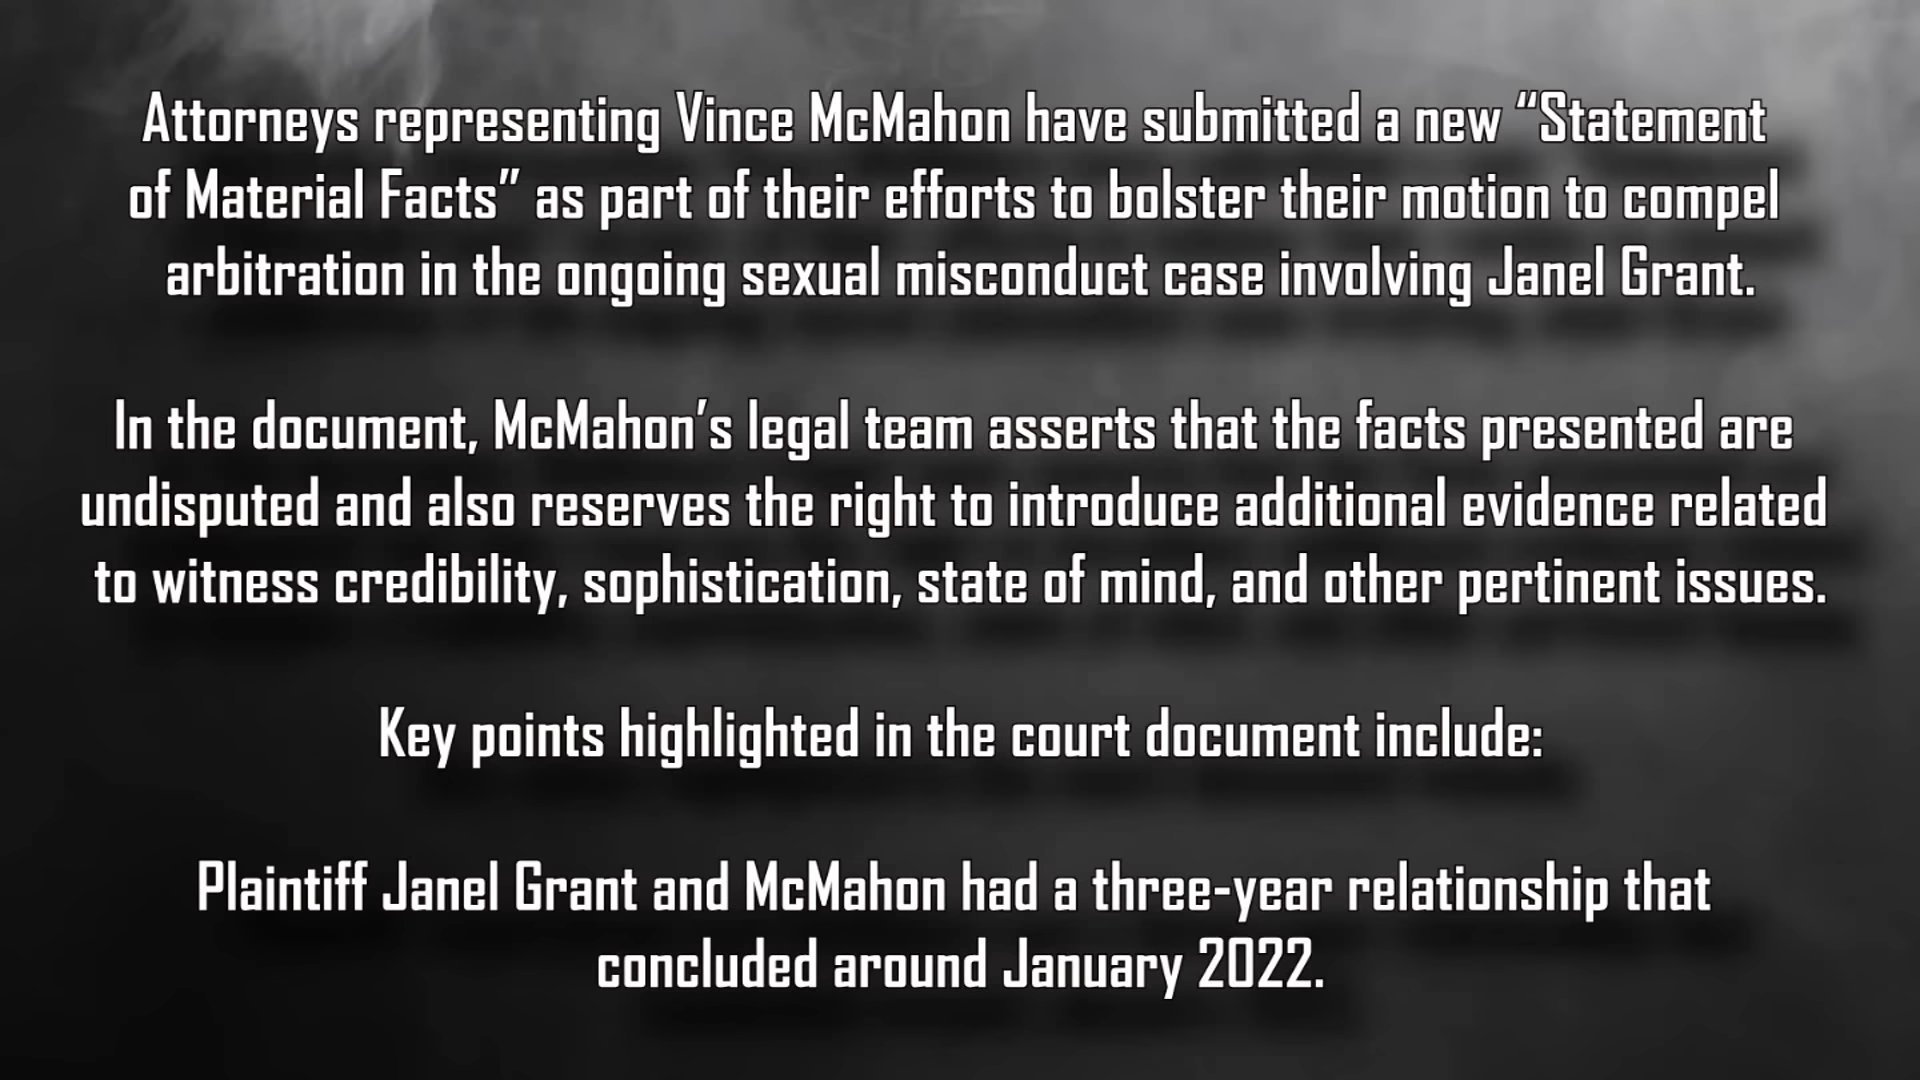 Attorneys representing Vince McMahon have submitted a new “Statement
of Material Facts” as part of their efforts to bolster their motion to compel
arbitration in the ongoing sexual misconduct case involving Janel Grant.
In the document, McMahon’s legal team asserts that the facts presented are
undisputed and also reserves the right to introduce additional evidence related
to witness credibility, sophistication, state of mind, and other pertinent issues.
Key points highlighted in the court document include:
Plaintiff Janel Grant and McMahon had a three-year relationship that
concluded around January 2022.